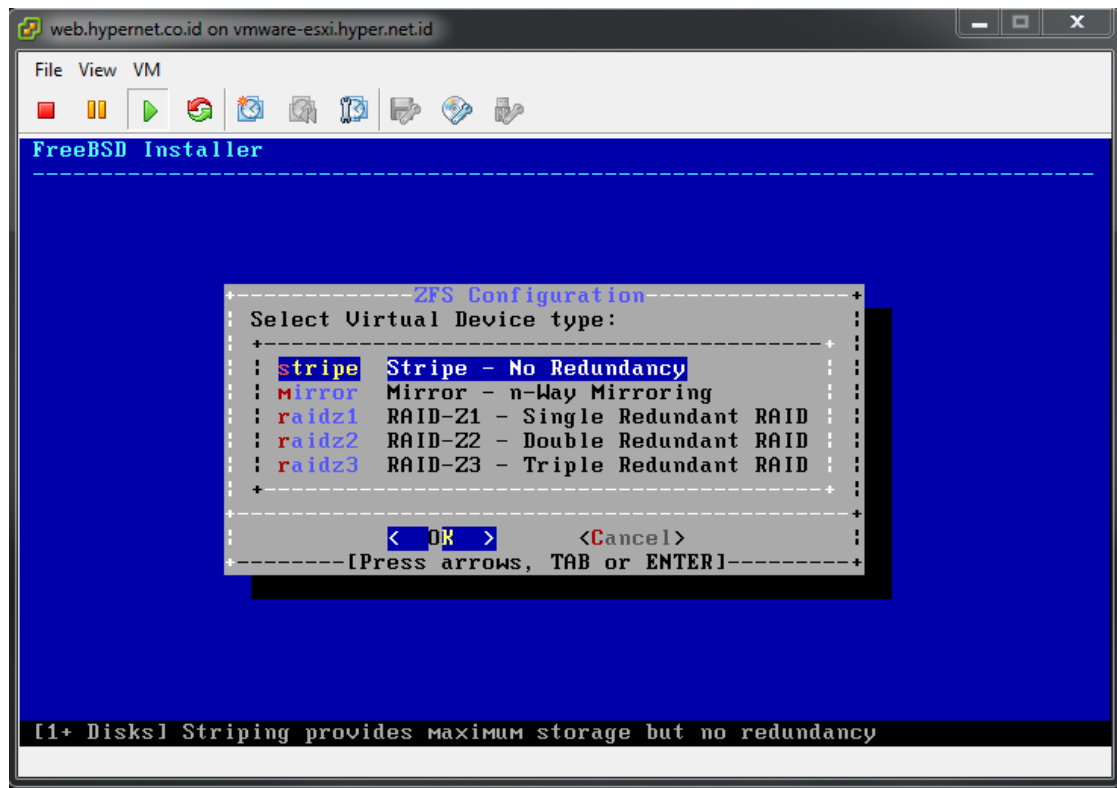 web.hypernet.co.id on vmware-esxi.hyper.net.id
File View VM
FreeBSD Installer
ZFS Configuration
Select Virtual Device type:
stripe Stripe - No Redundancy
mirror Mirror - n-Way Mirroring
raidz1 RAID-Z1 - Single Redundant RAID
raidz2 RAID-Z2 - Double Redundant RAID
raidz3 RAID-Z3 - Triple Redundant RAID
< OK > <Cancel>
[Press arrows, TAB or ENTER]
[1+ Disks] Striping provides maximum storage but no redundancy